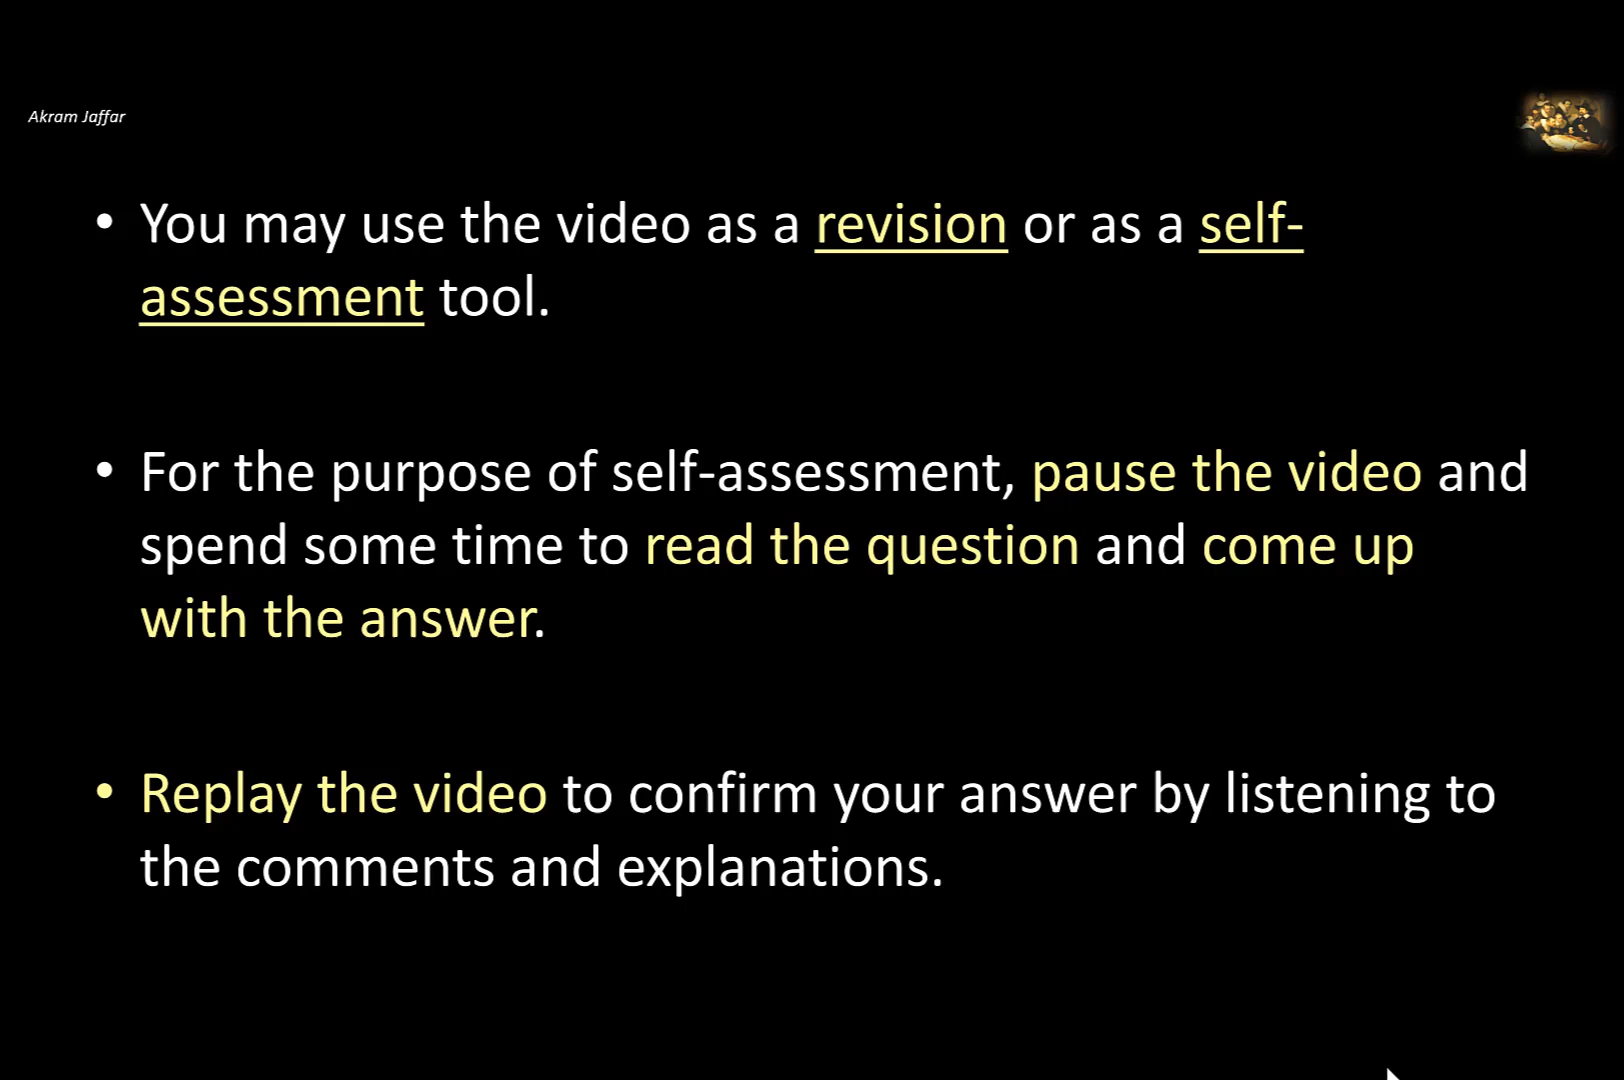 Akram Jaffar
• You may use the video as a revision or as a self-
assessment tool.
• For the purpose of self-assessment, pause the video and
spend some time to read the question and come up
with the answer.
• Replay the video to confirm your answer by listening to
the comments and explanations.